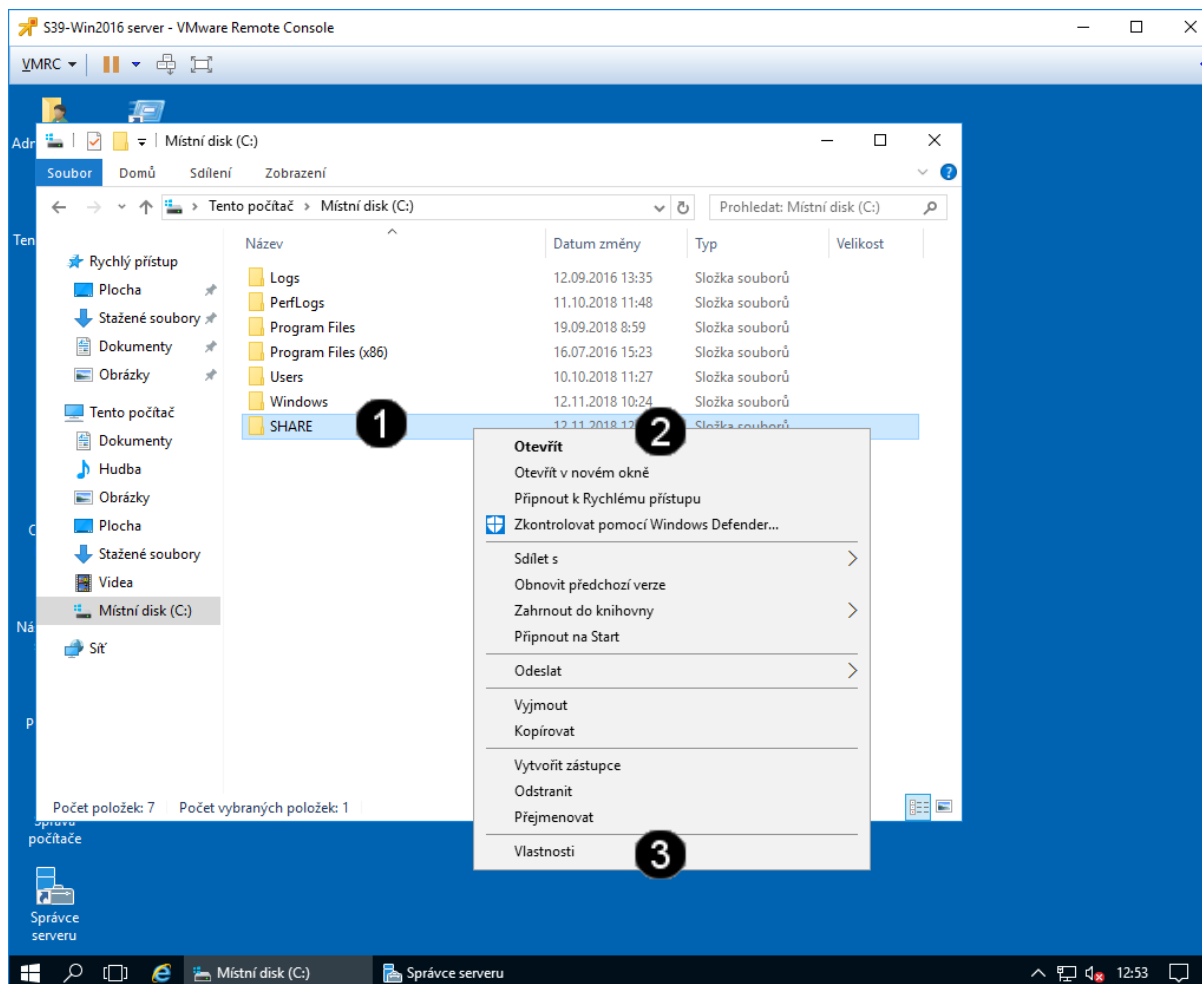 S39-Win2016 server - VMware Remote Console
VMRC
Místní disk (C:)
Soubor Domů Sdílení Zobrazení
Tento počítač Místní disk (C:) Prohledat: Místní disk (C:)
Název Datum změny Typ Velikost
Rychlý přístup
Plocha
Stažené soubory
Dokumenty
Obrázky
Tento počítač
Dokumenty
Hudba
Obrázky
Plocha
Stažené soubory
Videa
Místní disk (C:)
Síť
Logs 12.09.2016 13:35 Složka souborů
PerfLogs 11.10.2018 11:48 Složka souborů
Program Files 19.09.2018 8:59 Složka souborů
Program Files (x86) 16.07.2016 15:23 Složka souborů
Users 10.10.2018 11:27 Složka souborů
Windows 12.11.2018 10:24 Složka souborů
SHARE 1 12.11.2018 2 Složka souborů
Otevřít
Otevřít v novém okně
Připnout k Rychlému přístupu
Zkontrolovat pomocí Windows Defender...
Sdílet s
Obnovit předchozí verze
Zahrnout do knihovny
Připnout na Start
Odeslat
Vyjmout
Kopírovat
Vytvořit zástupce
Odstranit
Přejmenovat
Vlastnosti 3
Počet položek: 7 Počet vybraných položek: 1
počítače
Správce
serveru
Místní disk (C:) Správce serveru 12:53